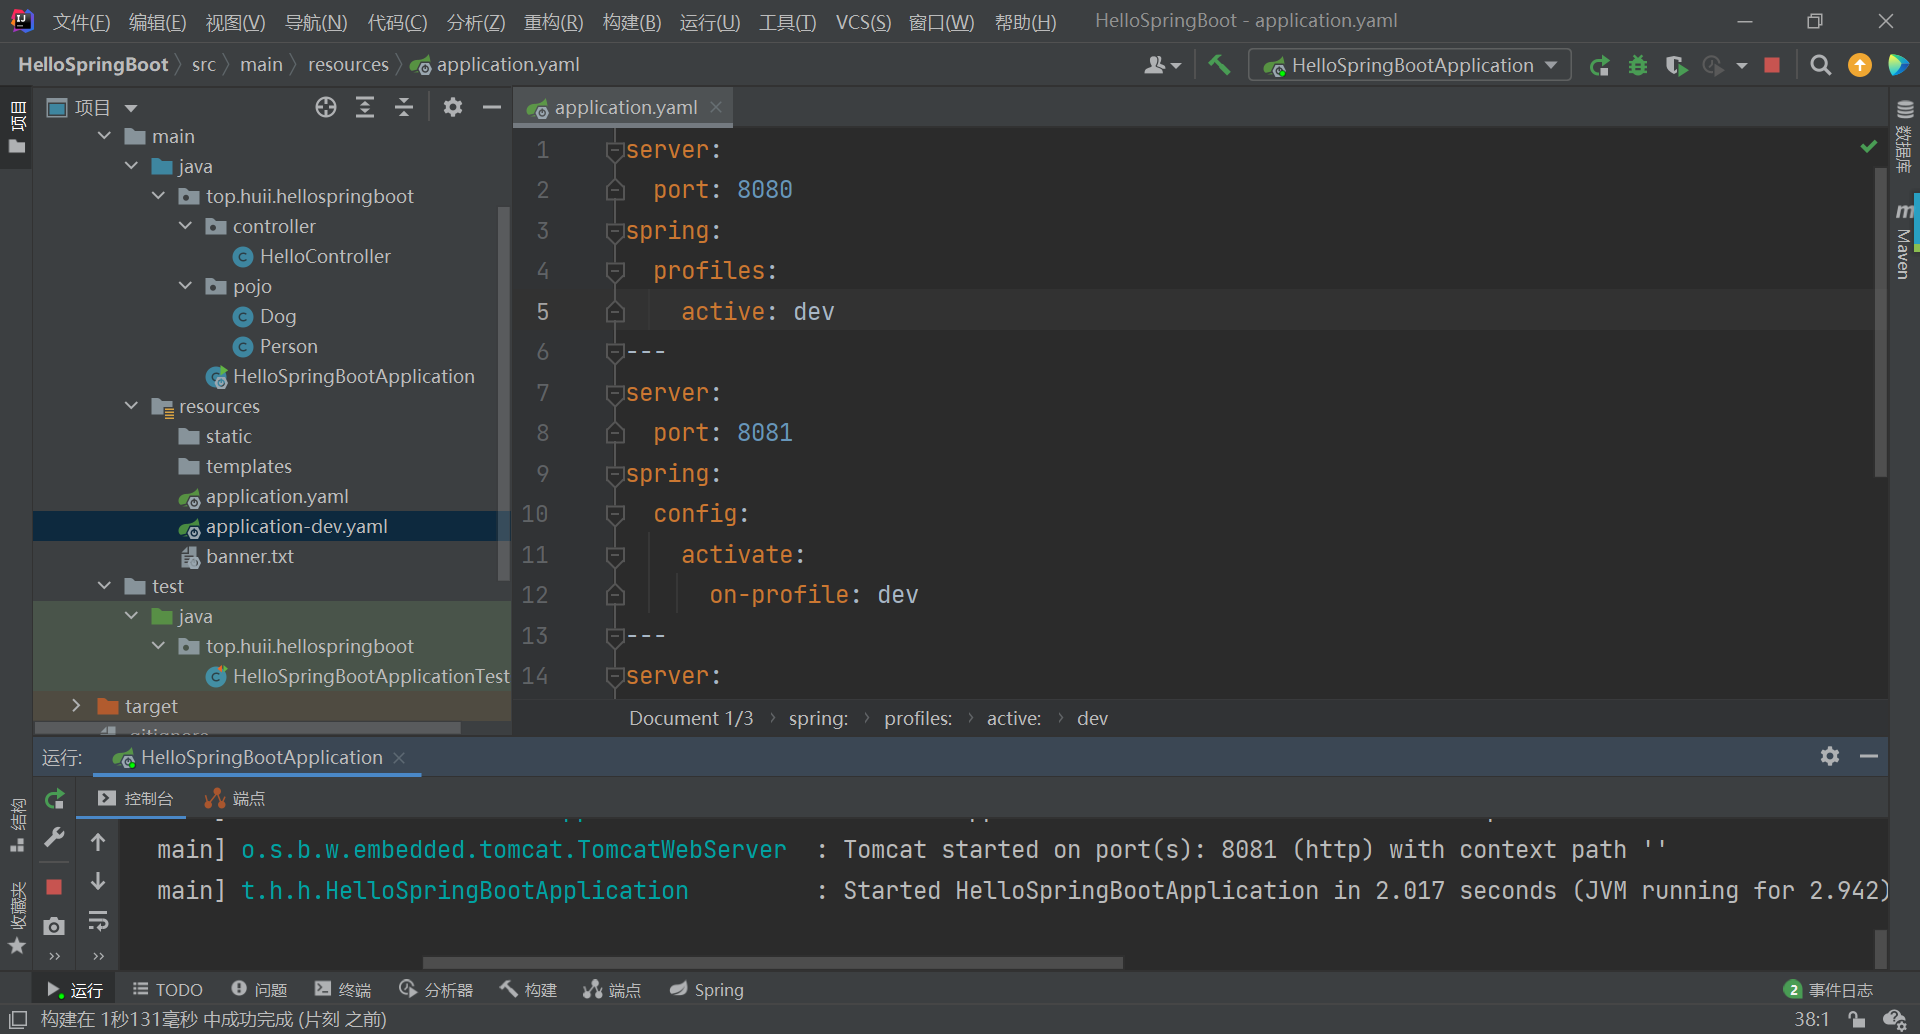 文件(F) 编辑(E) 视图(V) 导航(N) 代码(C) 分析(Z) 重构(R) 构建(B) 运行(U) 工具(T) VCS(S) 窗口(W) 帮助(H) HelloSpringBoot - application.yaml
HelloSpringBoot src main resources application.yaml HelloSpringBootApplication
项目
项目
application.yaml
main
java
top.huii.hellospringboot
controller
HelloController
pojo
Dog
Person
HelloSpringBootApplication
resources
static
templates
application.yaml
application-dev.yaml
banner.txt
test
java
top.huii.hellospringboot
HelloSpringBootApplicationTest
target
.gitignore
1 server:
2 port: 8080
3 spring:
4 profiles:
5 active: dev
6 ---
7 server:
8 port: 8081
9 spring:
10 config:
11 activate:
12 on-profile: dev
13 ---
14 server:
Document 1/3 spring: profiles: active: dev
数据库
m Maven
运行: HelloSpringBootApplication
控制台 端点
main] o.s.b.w.embedded.tomcat.TomcatWebServer : Tomcat started on port(s): 8081 (http) with context path ''
main] t.h.h.HelloSpringBootApplication : Started HelloSpringBootApplication in 2.017 seconds (JVM running for 2.942)
结构
收藏夹
运行 TODO 问题 终端 分析器 构建 端点 Spring 2 事件日志
构建在 1秒131毫秒 中成功完成 (片刻 之前) 38:1